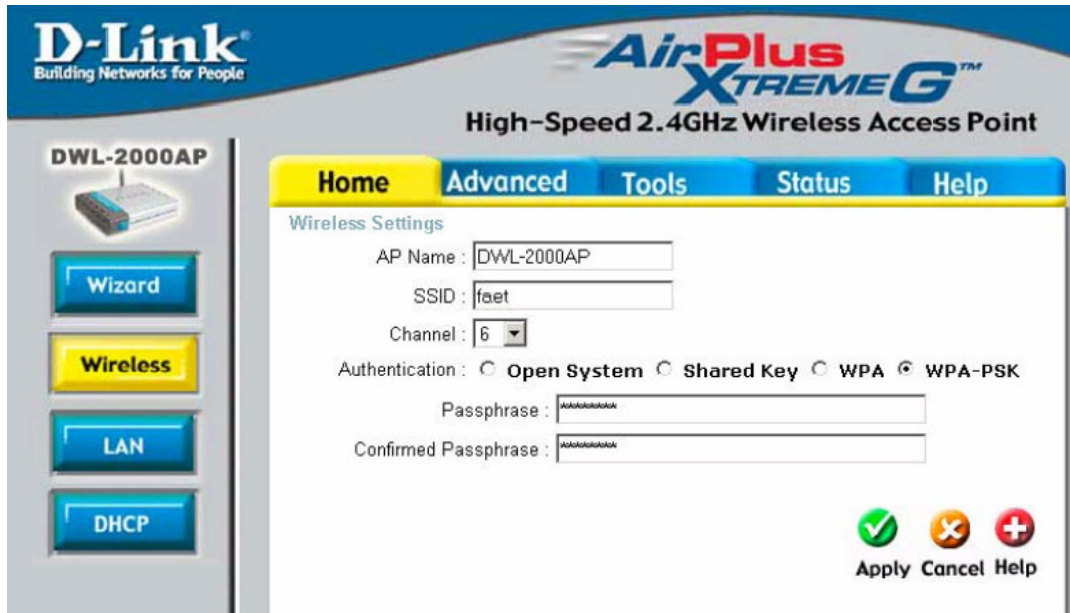 D-Link®
Building Networks for People
AirPlus
XTREME G™
High-Speed 2.4GHz Wireless Access Point
DWL-2000AP
Home Advanced Tools Status Help
Wizard
Wireless
LAN
DHCP
Wireless Settings
AP Name : DWL-2000AP
SSID : faet
Channel : 6
Authentication : Open System Shared Key WPA WPA-PSK
Passphrase : ********
Confirmed Passphrase : ********
Apply Cancel Help